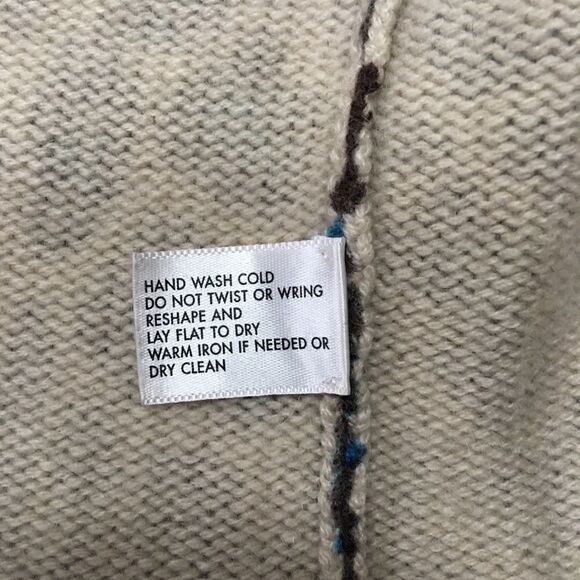 HAND WASH COLD
DO NOT TWIST OR WRING
RESHAPE AND
LAY FLAT TO DRY
WARM IRON IF NEEDED OR
DRY CLEAN